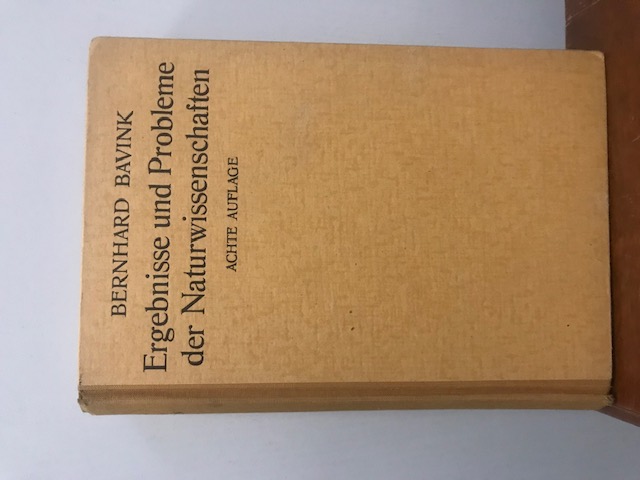 BERNHARD BAVINK
Ergebnisse und Probleme
der Naturwissenschaften
ACHTE AUFLAGE